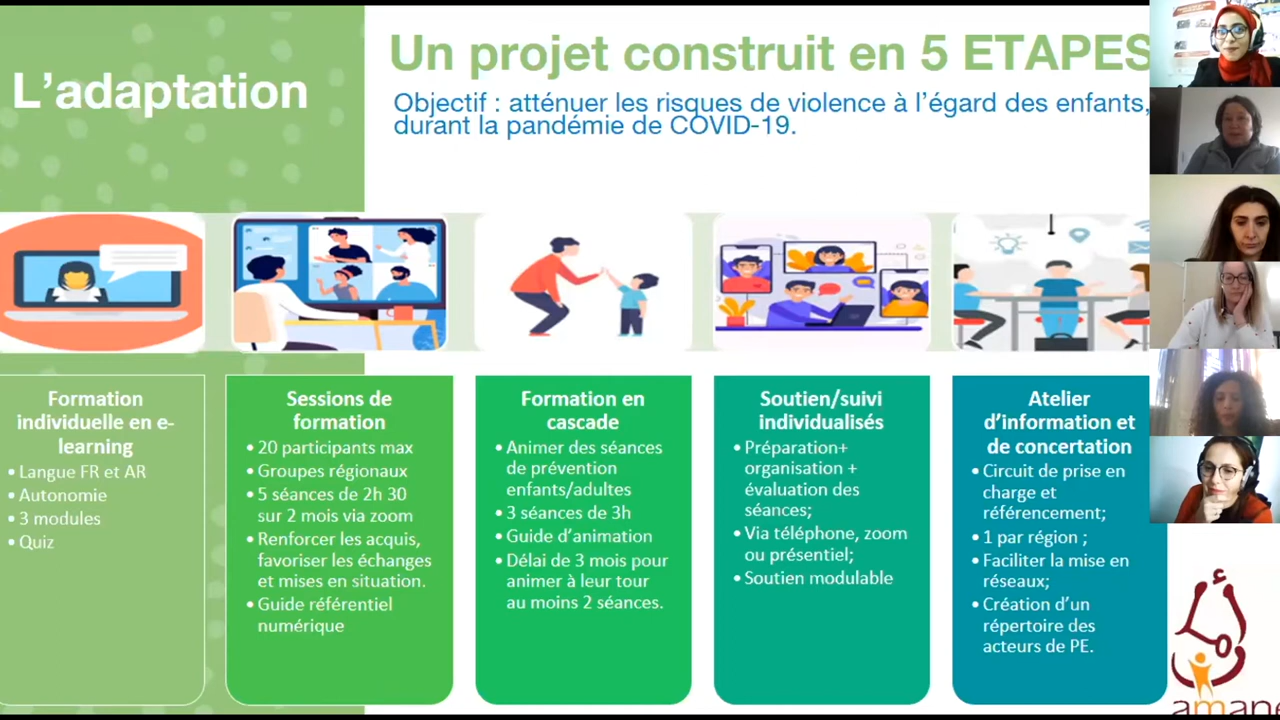 L'adaptation
Un projet construit en 5 ETAPES
Objectif : atténuer les risques de violence à l'égard des enfants,
durant la pandémie de COVID-19.
Formation
individuelle en e-
learning
• Langue FR et AR
• Autonomie
• 3 modules
• Quiz
Sessions de
formation
• 20 participants max
• Groupes régionaux
• 5 séances de 2h 30
sur 2 mois via zoom
• Renforcer les acquis,
favoriser les échanges
et mises en situation.
• Guide référentiel
numérique
Formation en
cascade
• Animer des séances
de prévention
enfants/adultes
• 3 séances de 3h
• Guide d'animation
• Délai de 3 mois pour
animer à leur tour
au moins 2 séances.
Soutien/suivi
individualisés
• Préparation+
organisation +
évaluation des
séances;
• Via téléphone, zoom
ou présentiel;
• Soutien modulable
Atelier
d'information et
de concertation
• Circuit de prise en
charge et
référencement;
• 1 par région ;
• Faciliter la mise en
réseaux;
• Création d'un
répertoire des
acteurs de PE.
amane